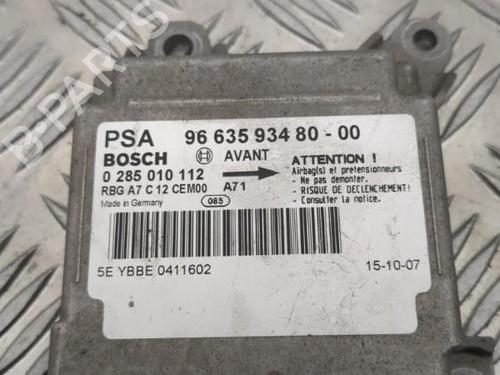 B-PARTS
PSA 96 635 934 80 - 00
BOSCH AVANT
0 285 010 112
RBG A7 C 12 CEM00 A71
Made in Germany 085
ATTENTION !
Airbag(s) et pretensionneurs
- Ne pas demonter.
- RISQUE DE DECLENCHEMENT!
- Consulter la notice.
5E YBBE 0411602 15-10-07